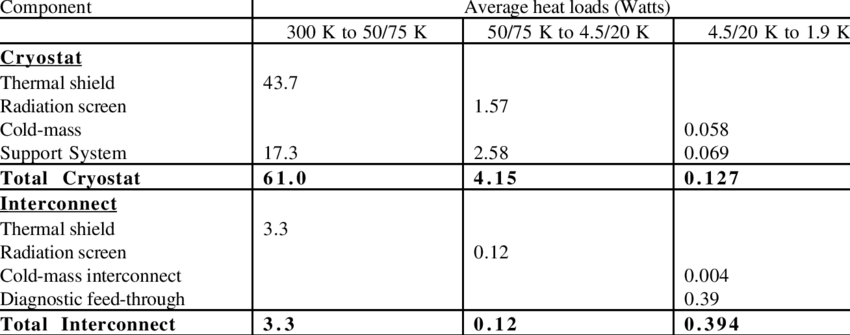 Component Average heat loads (Watts)
300 K to 50/75 K 50/75 K to 4.5/20 K 4.5/20 K to 1.9 K
Cryostat
Thermal shield 43.7
Radiation screen 1.57
Cold-mass 0.058
Support System 17.3 2.58 0.069
Total Cryostat 61.0 4.15 0.127
Interconnect
Thermal shield 3.3
Radiation screen 0.12
Cold-mass interconnect 0.004
Diagnostic feed-through 0.39
Total Interconnect 3.3 0.12 0.394